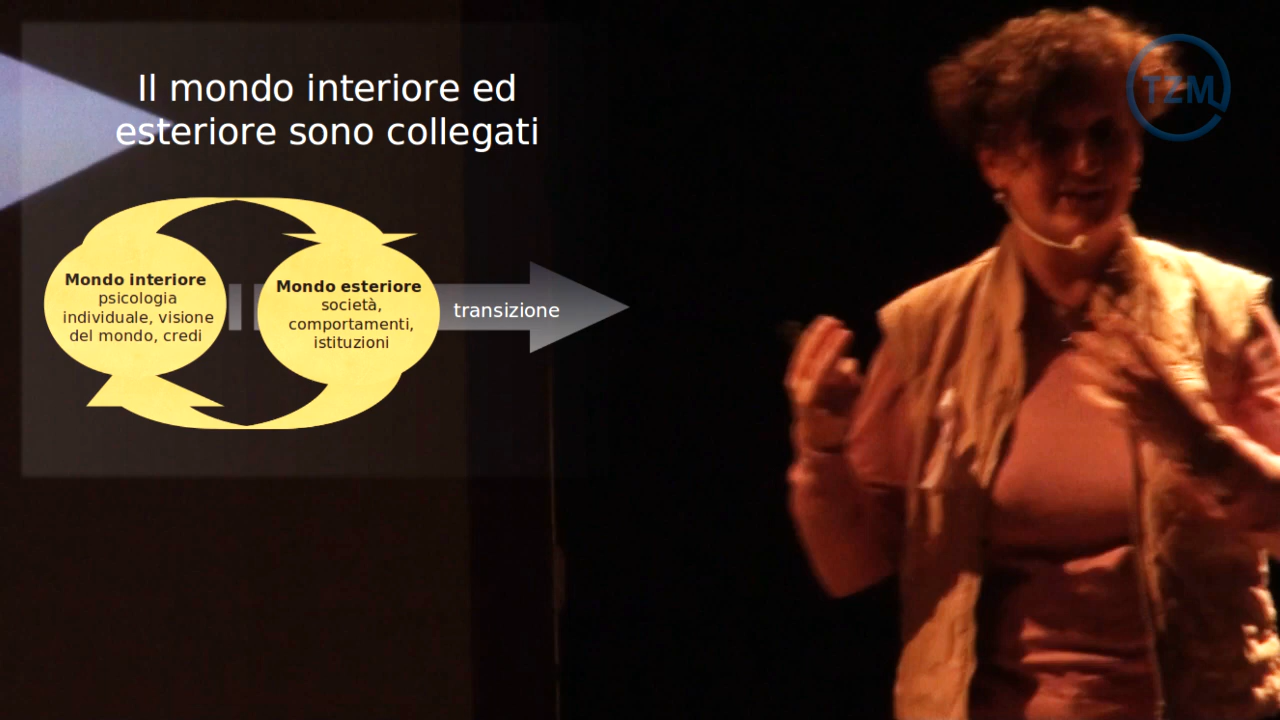 Il mondo interiore ed
esteriore sono collegati
Mondo interiore
psicologia
individuale, visione
del mondo, credi
Mondo esteriore
società,
comportamenti,
istituzioni
transizione
TZM